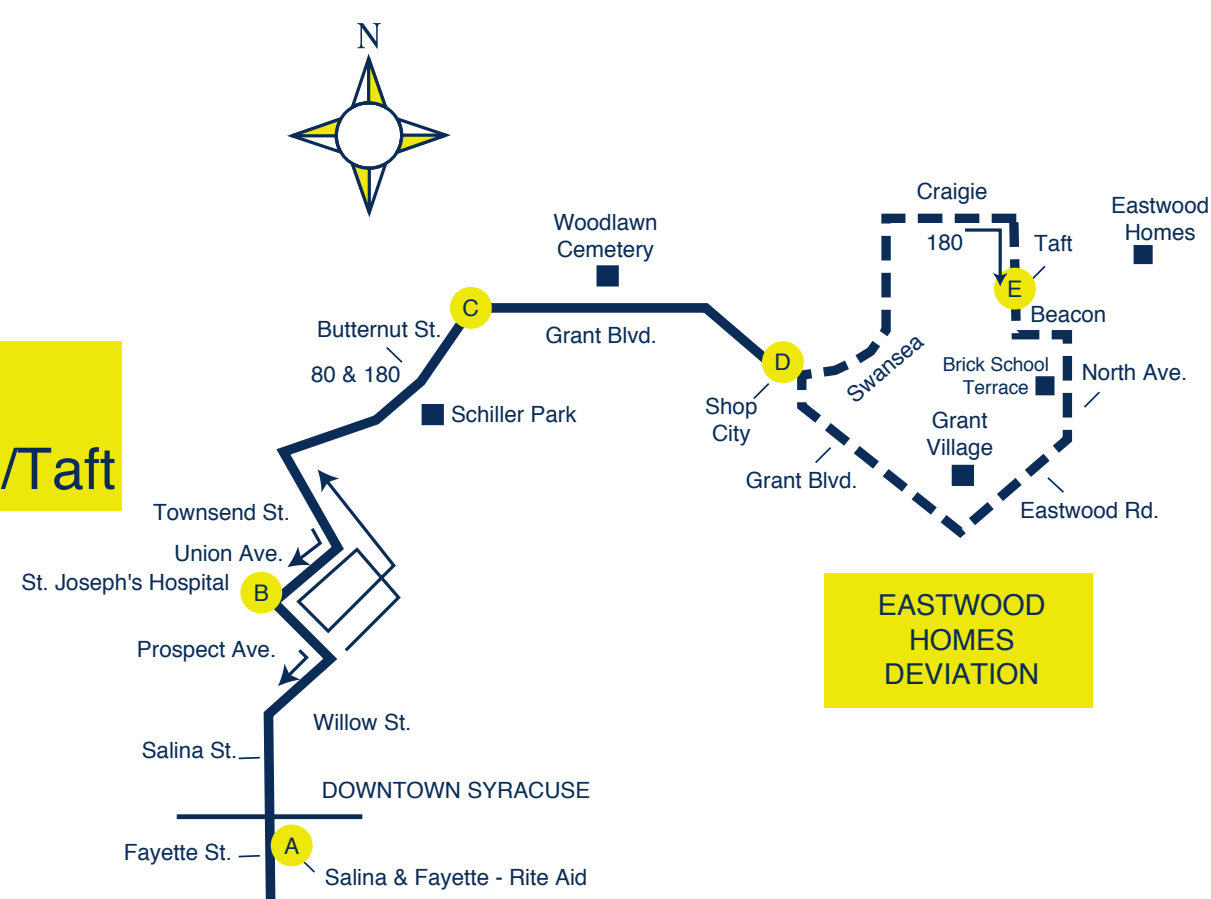 N
Craigie
Eastwood
Homes
180
Taft
Woodlawn
Cemetery
E
C
Butternut St.
Grant Blvd.
Beacon
80 & 180
D
Swansea
Brick School
Terrace
North Ave.
Shop
City
Schiller Park
Grant
Village
/Taft
Grant Blvd.
Eastwood Rd.
Townsend St.
Union Ave.
St. Joseph's Hospital
B
EASTWOOD
HOMES
DEVIATION
Prospect Ave.
Willow St.
Salina St.
DOWNTOWN SYRACUSE
Fayette St.
A
Salina & Fayette - Rite Aid